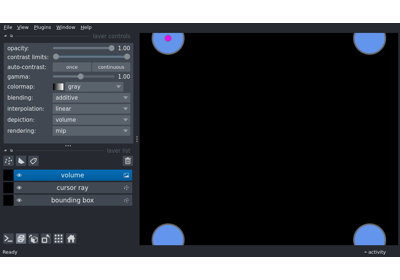 File View Plugins Window Help
layer controls
opacity: 1.00
contrast limits:
auto-contrast: once continuous
gamma: 1.00
colormap: gray
blending: additive
interpolation: linear
depiction: volume
rendering: mip
layer list
volume
cursor ray
bounding box
Ready activity